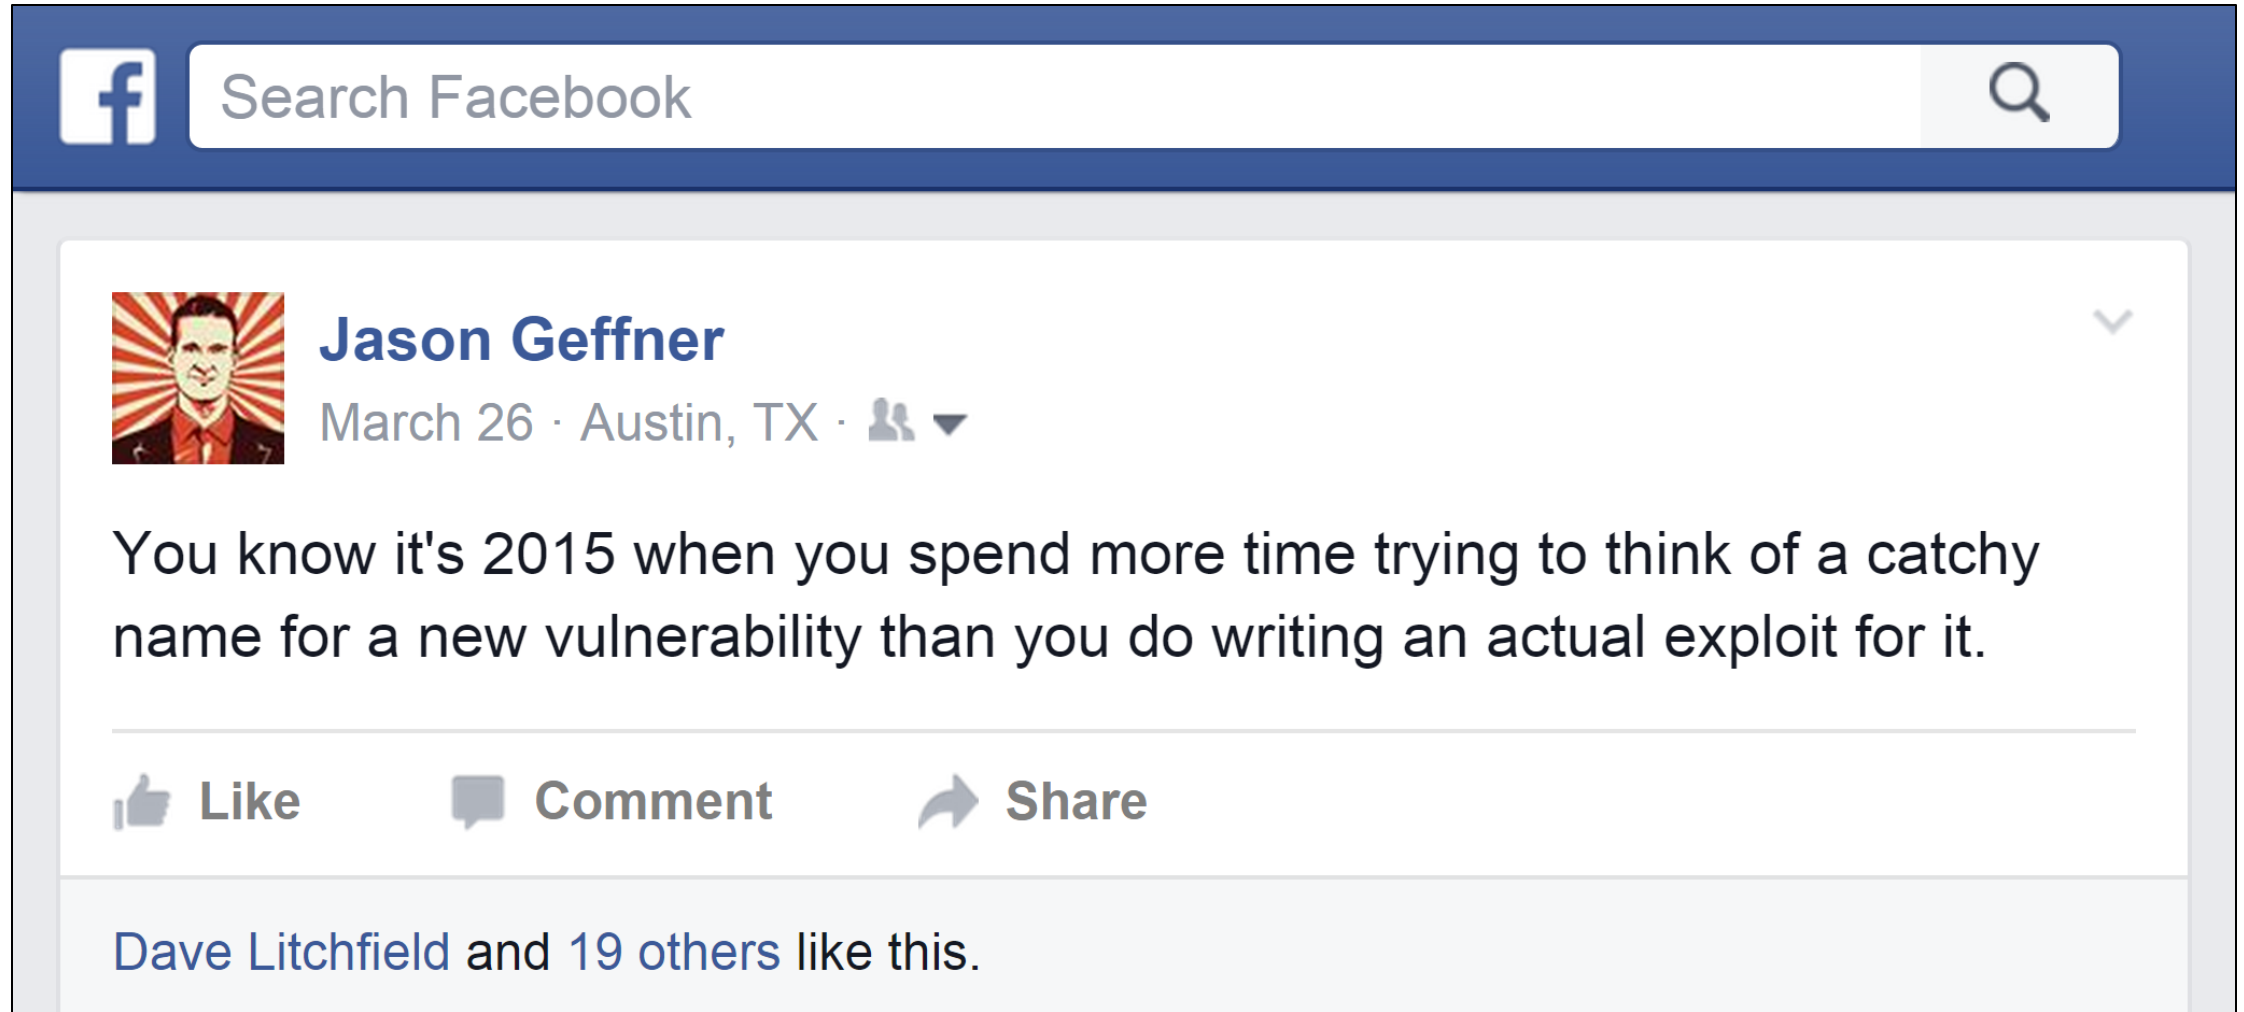 f
Search Facebook
Jason Geffner
March 26 · Austin, TX ·
You know it's 2015 when you spend more time trying to think of a catchy
name for a new vulnerability than you do writing an actual exploit for it.
Like Comment Share
Dave Litchfield and 19 others like this.